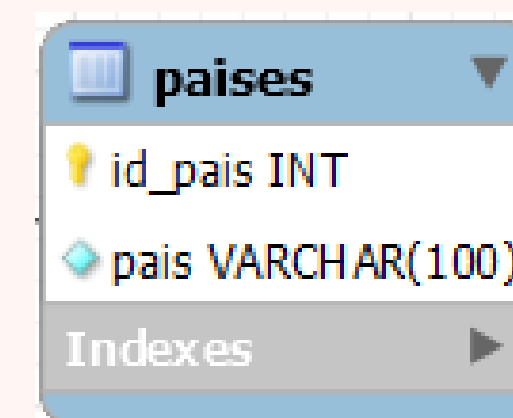 paises
id_pais INT
pais VARCHAR(100)
Indexes